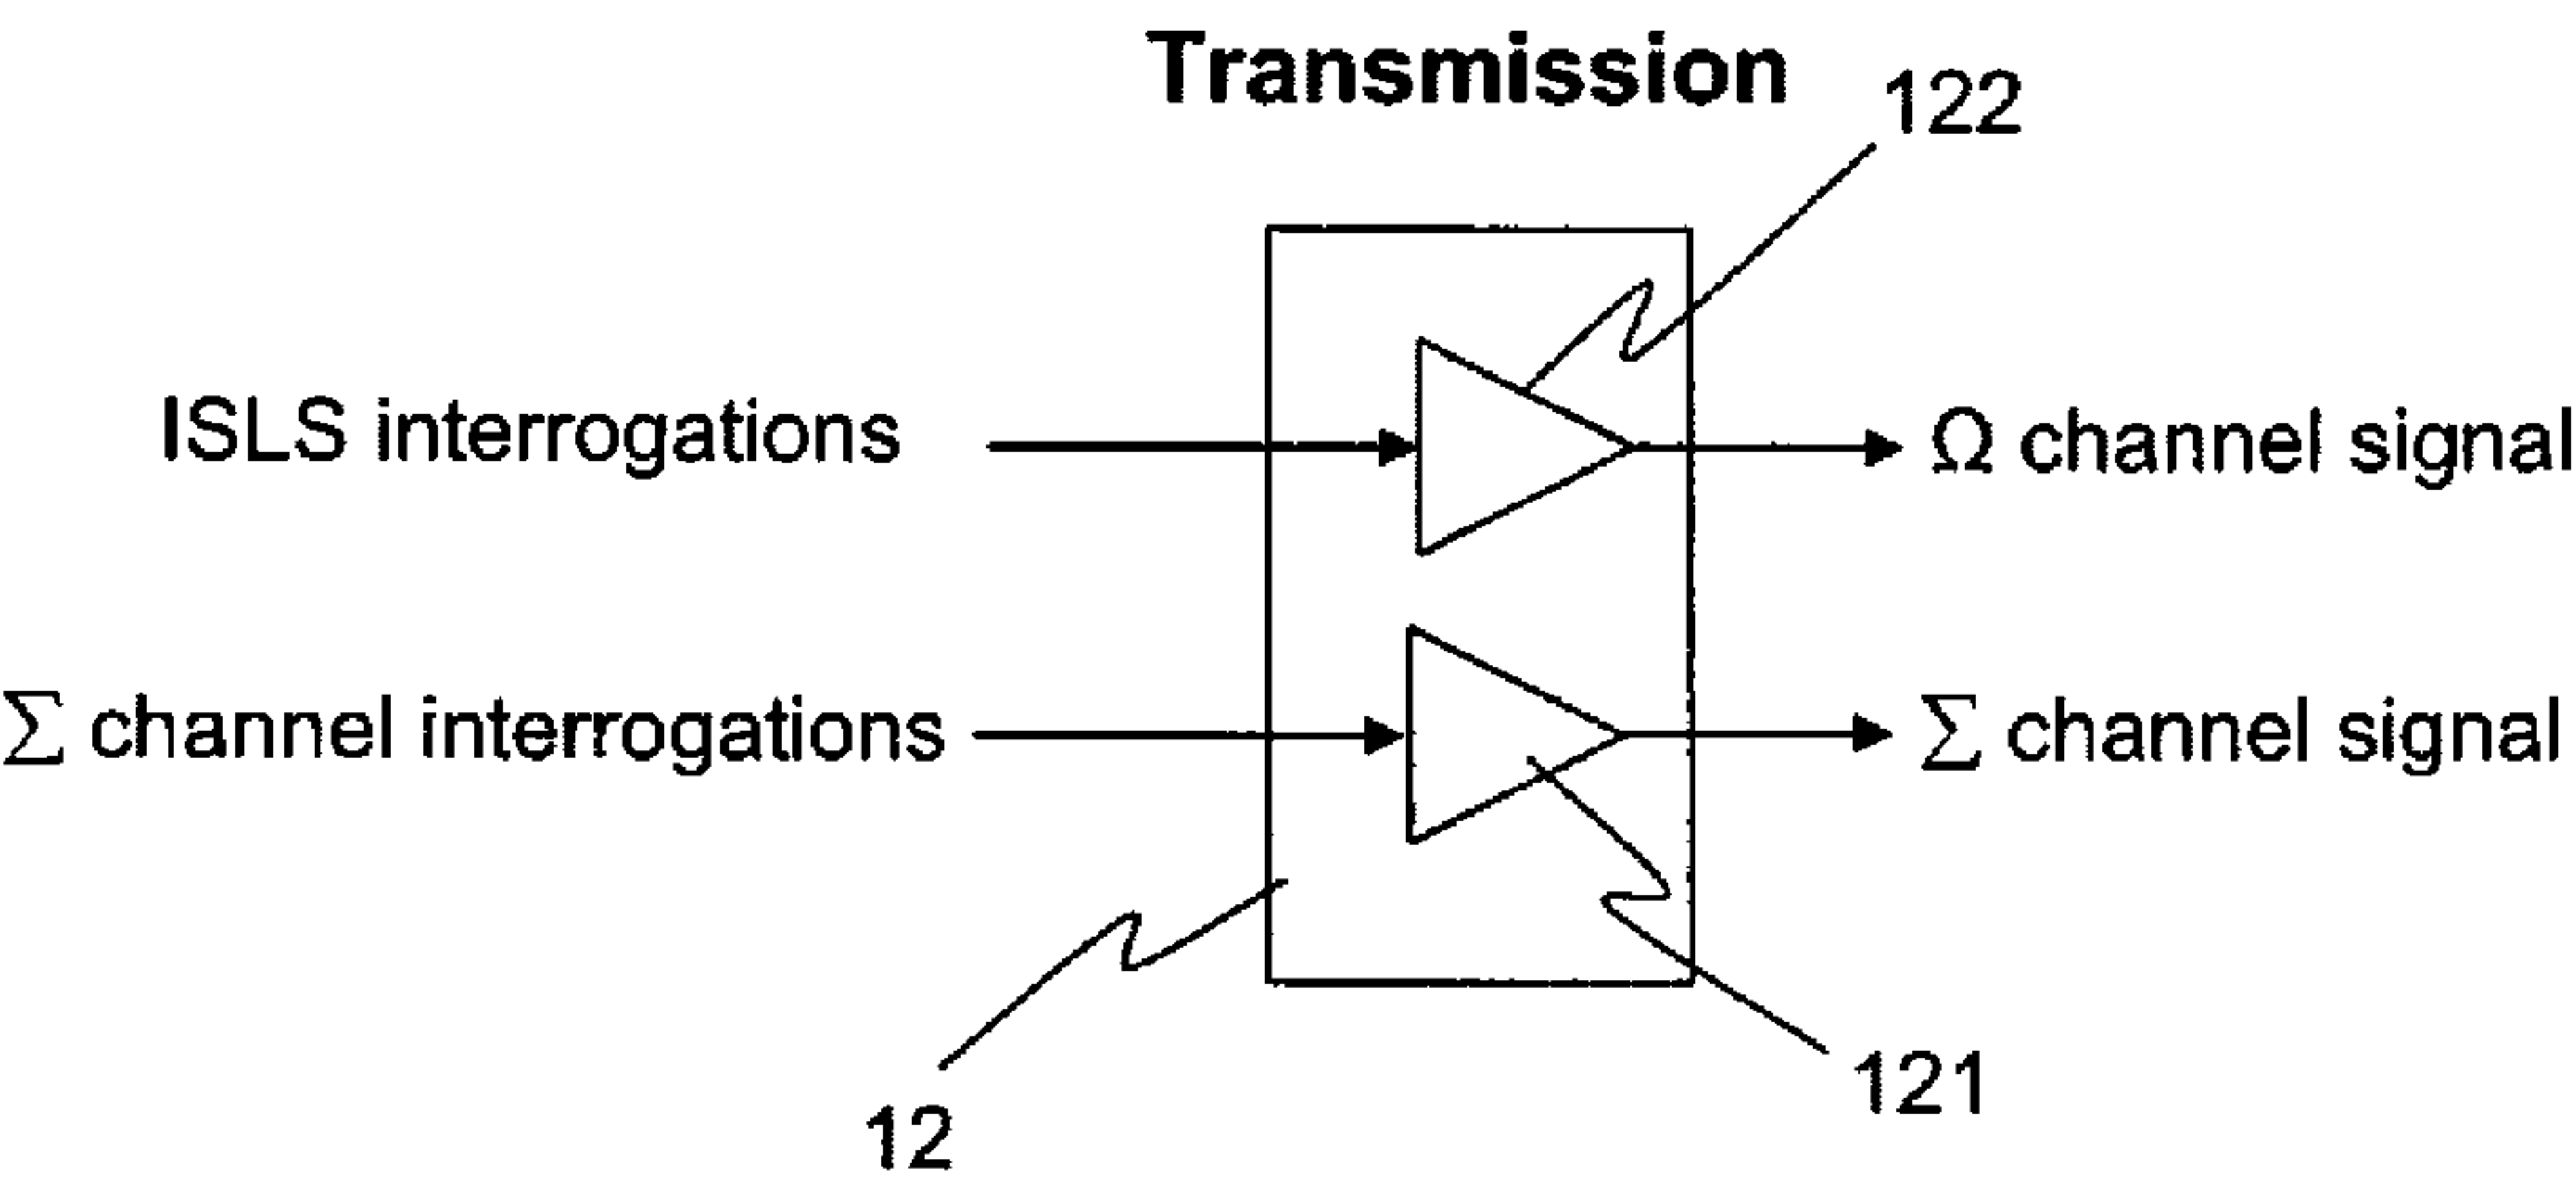 Transmission
122
ISLS interrogations
Ω channel signal
∑ channel interrogations
∑ channel signal
121
12